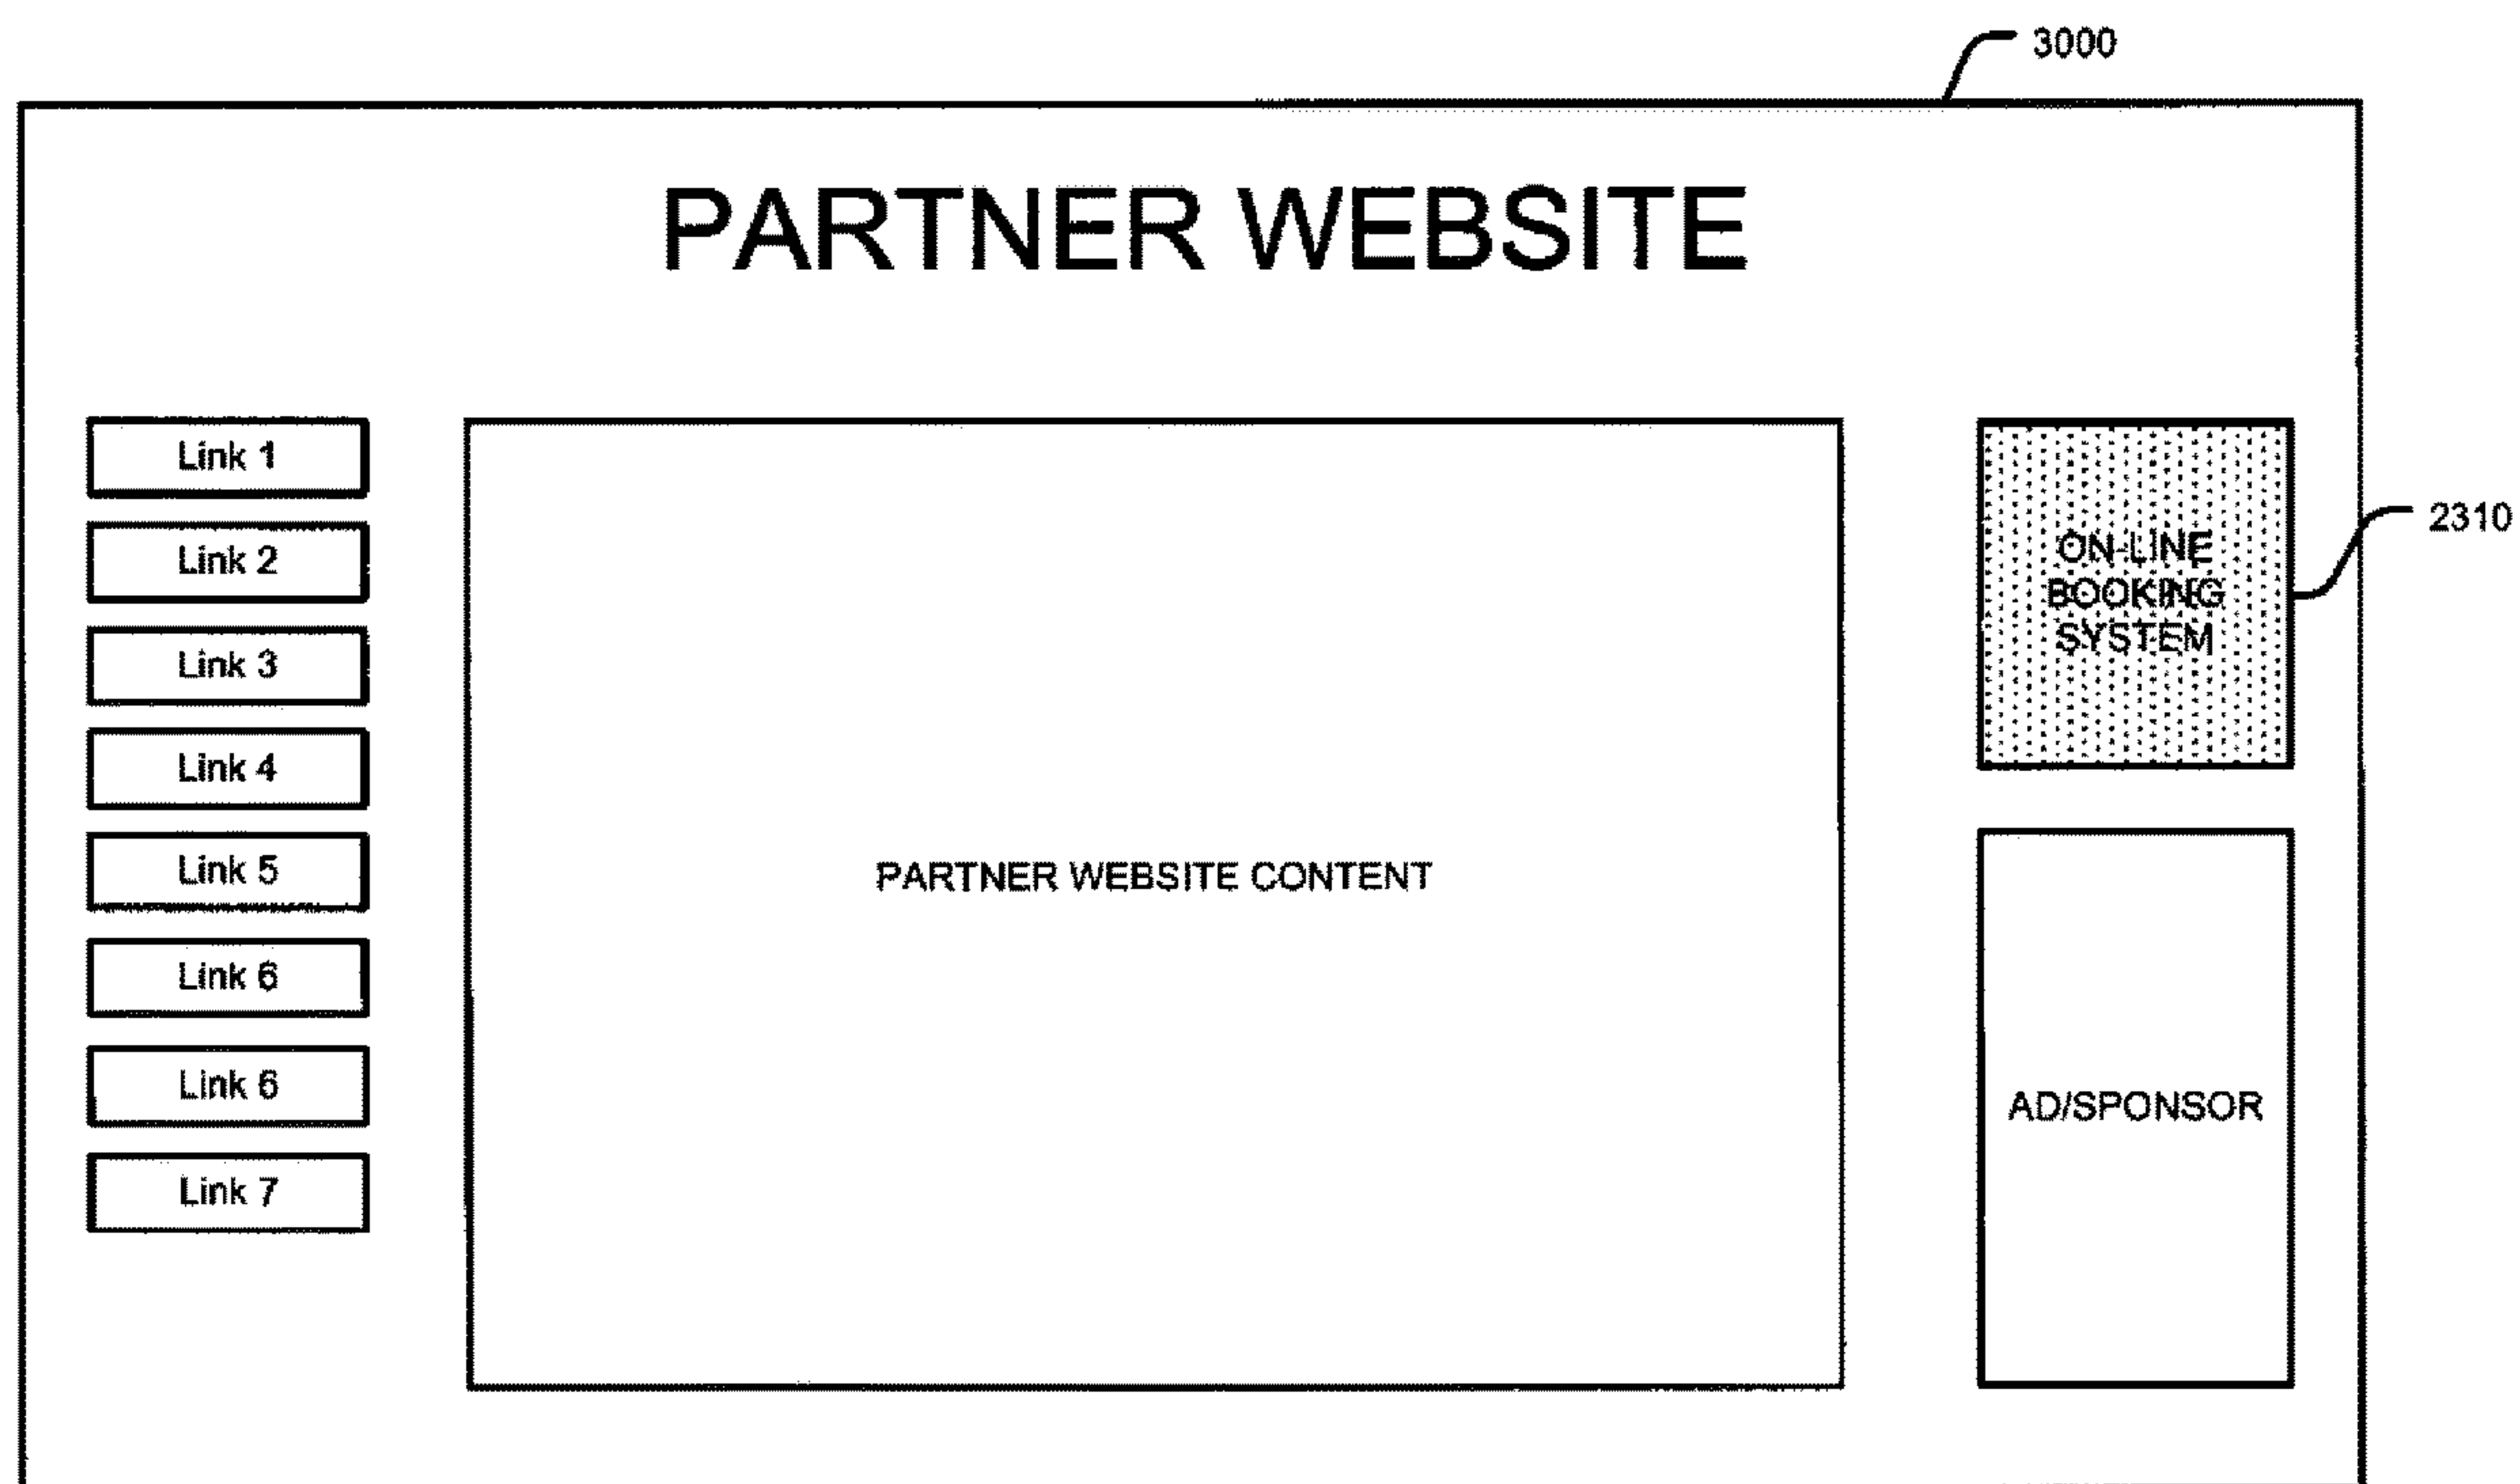 3000
PARTNER WEBSITE
Link 1
Link 2
Link 3
Link 4
Link 5
Link 6
Link 6
Link 7
PARTNER WEBSITE CONTENT
ON-LINE
BOOKING
SYSTEM
2310
AD/SPONSOR